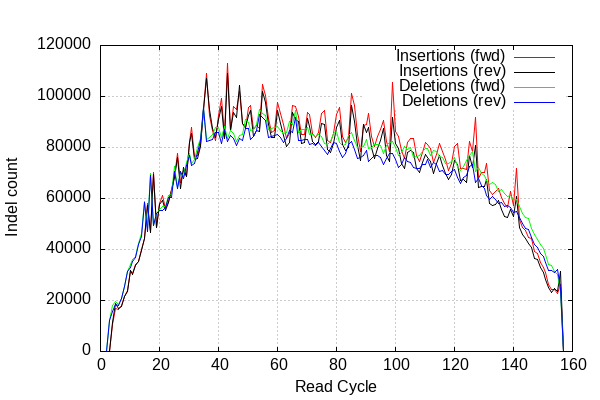 120000
100000
80000
60000
40000
20000
0
Indel count
Insertions (fwd)
Insertions (rev)
Deletions (fwd)
Deletions (rev)
0 20 40 60 80 100 120 140 160
Read Cycle